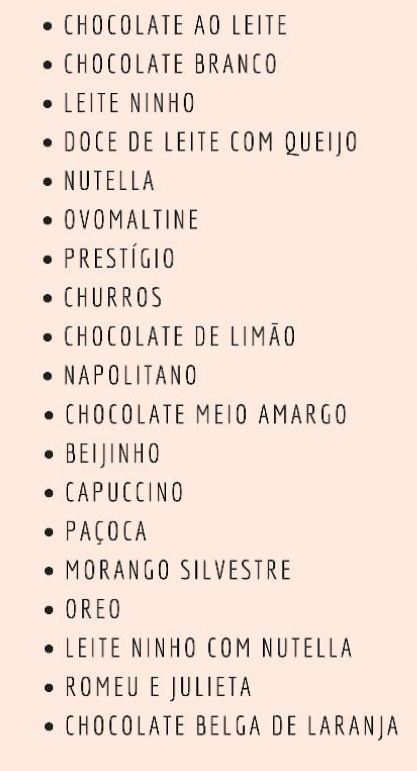 • CHOCOLATE AO LEITE
• CHOCOLATE BRANCO
• LEITE NINHO
• DOCE DE LEITE COM QUEIJO
• NUTELLA
• OVOMALTINE
• PRESTÍGIO
• CHURROS
• CHOCOLATE DE LIMÃO
• NAPOLITANO
• CHOCOLATE MEIO AMARGO
• BEIJINHO
• CAPUCCINO
• PAÇOCA
• MORANGO SILVESTRE
• OREO
• LEITE NINHO COM NUTELLA
• ROMEU E JULIETA
• CHOCOLATE BELGA DE LARANJA